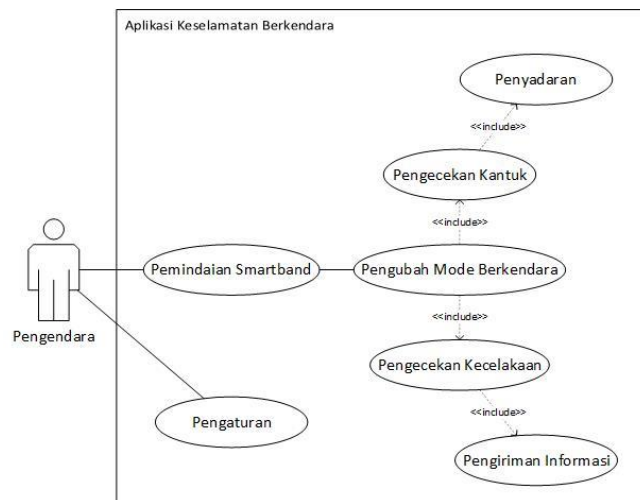 Aplikasi Keselamatan Berkendara
Penyadaran
<<include>>
Pengecekan Kantuk
<<include>>
Pemindaian Smartband
Pengubah Mode Berkendara
Pengendara
<<include>>
Pengecekan Kecelakaan
<<include>>
Pengaturan
Pengiriman Informasi